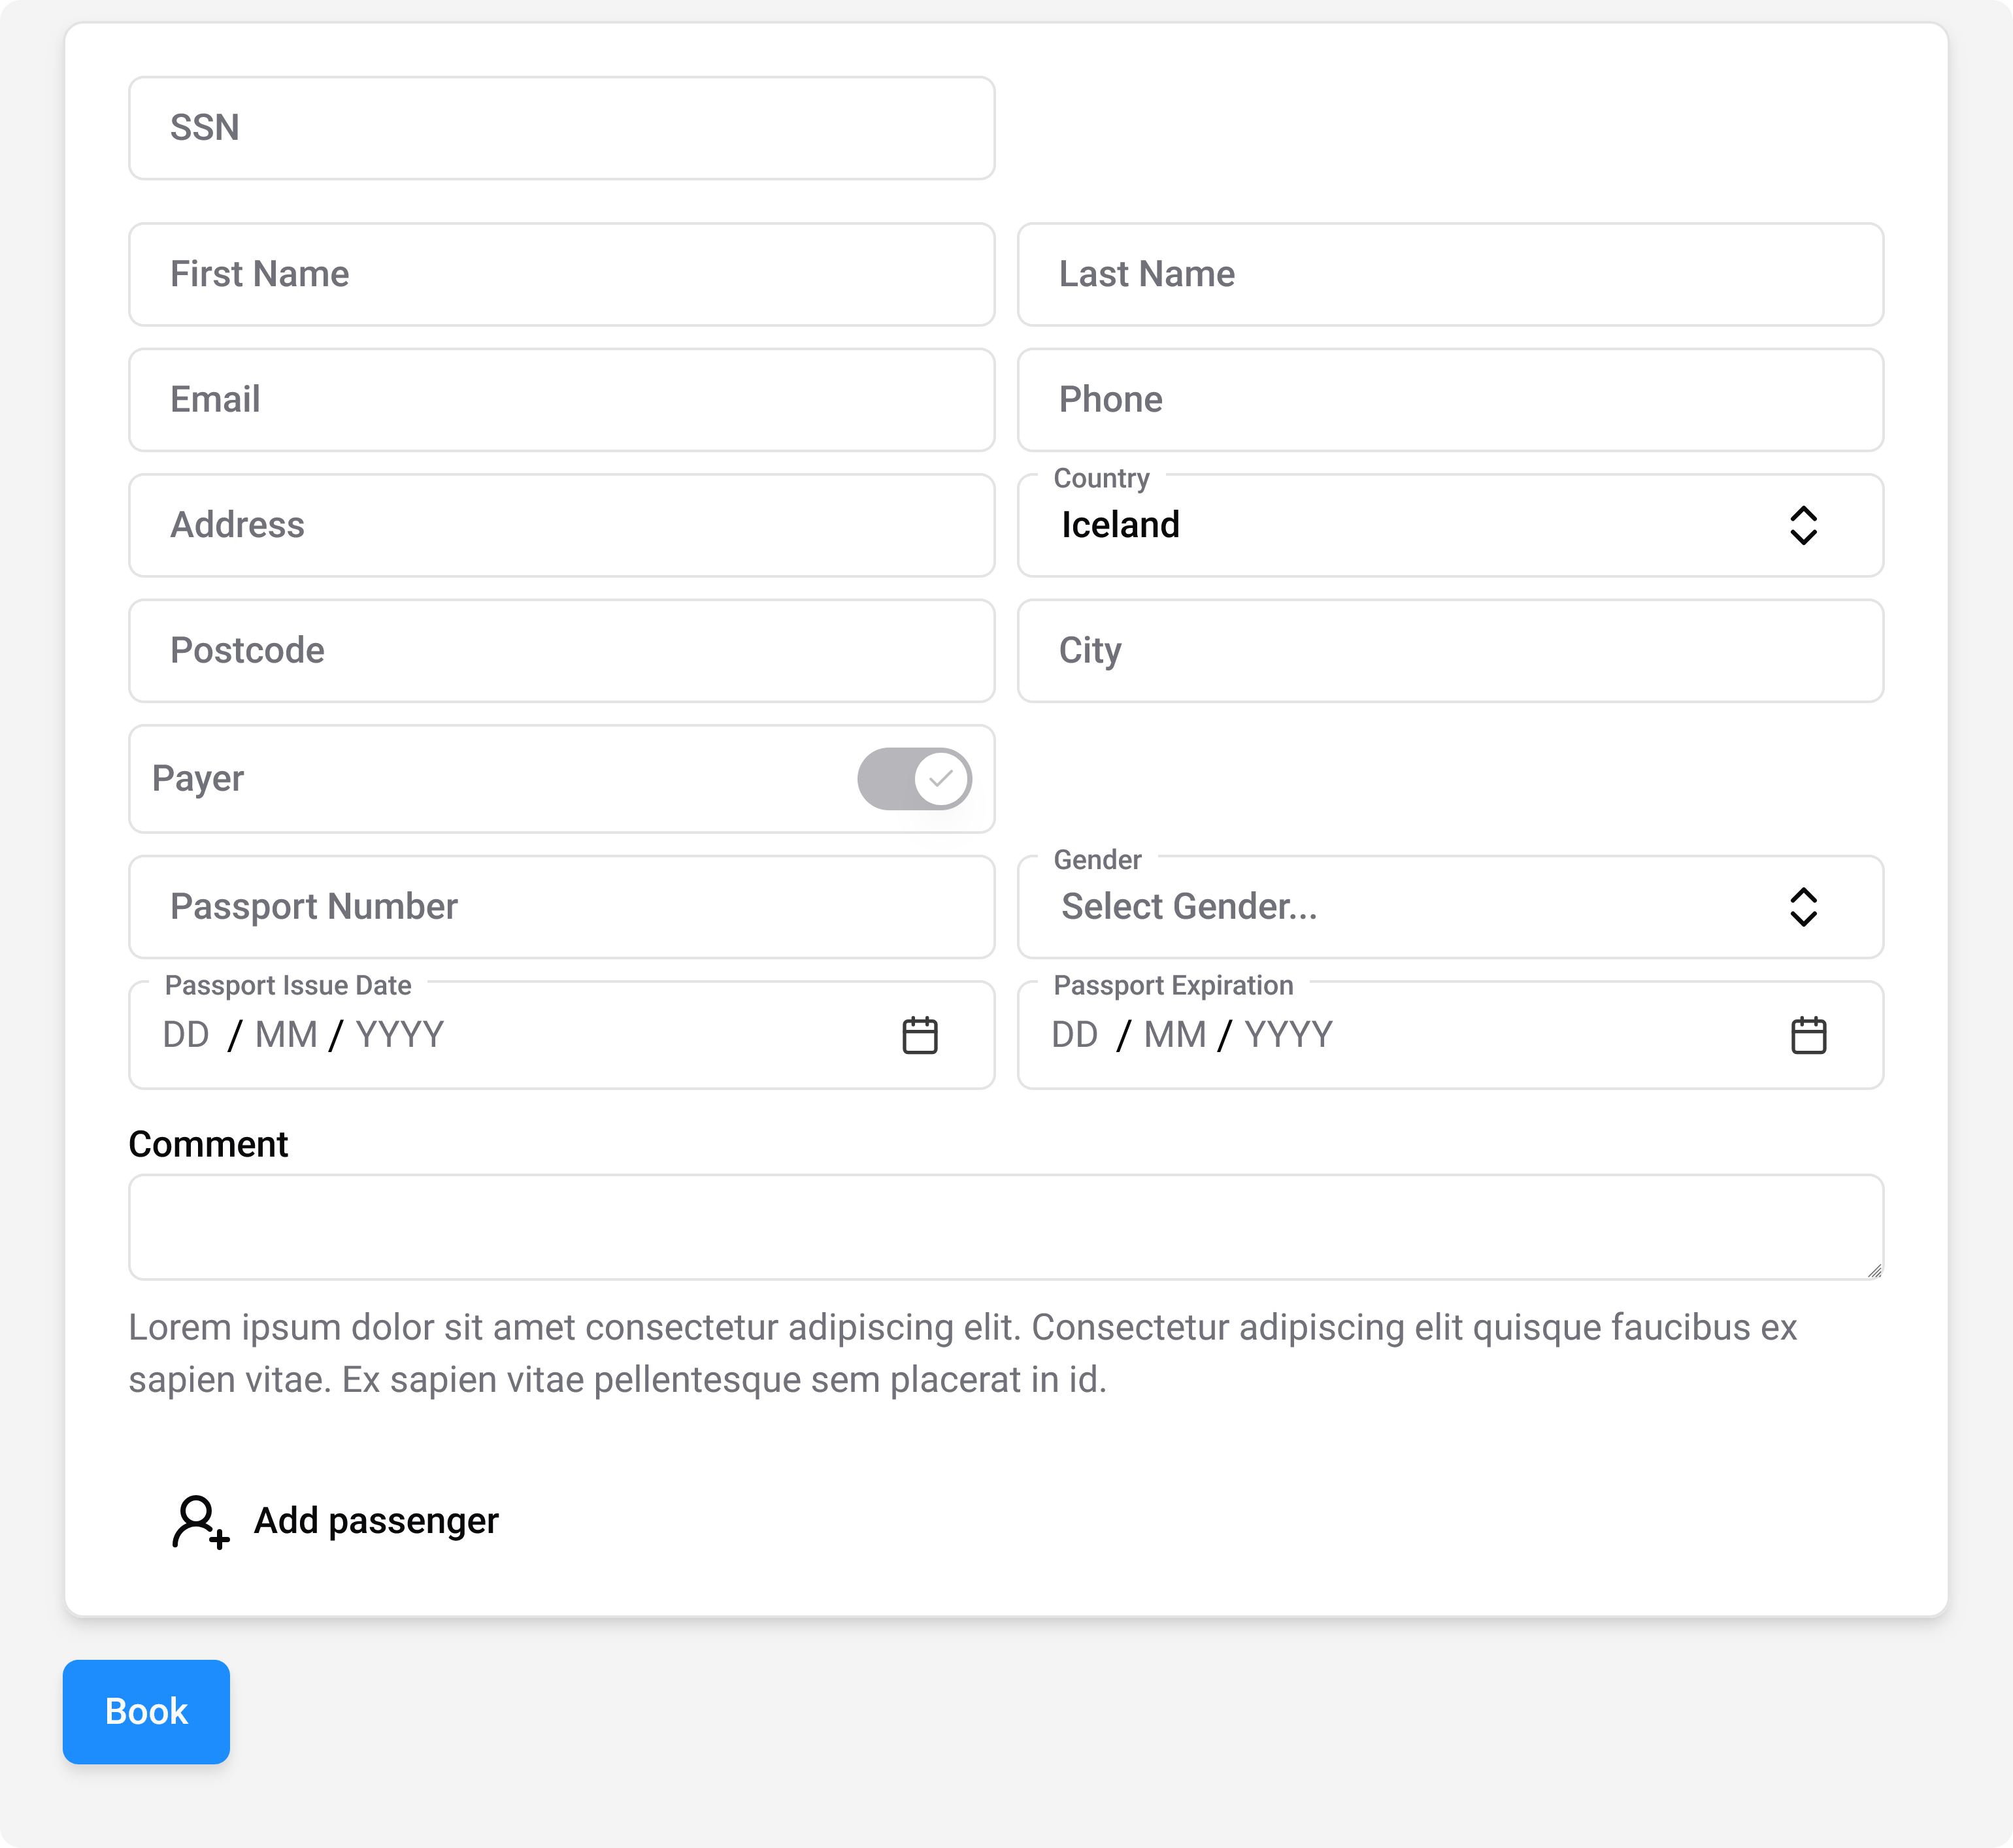 SSN
First Name
Last Name
Email
Phone
Address
Country
Iceland
Postcode
City
Payer
Passport Number
Gender
Select Gender...
Passport Issue Date
DD / MM / YYYY
Passport Expiration
DD / MM / YYYY
Comment
Lorem ipsum dolor sit amet consectetur adipiscing elit. Consectetur adipiscing elit quisque faucibus ex
sapien vitae. Ex sapien vitae pellentesque sem placerat in id.
Add passenger
Book